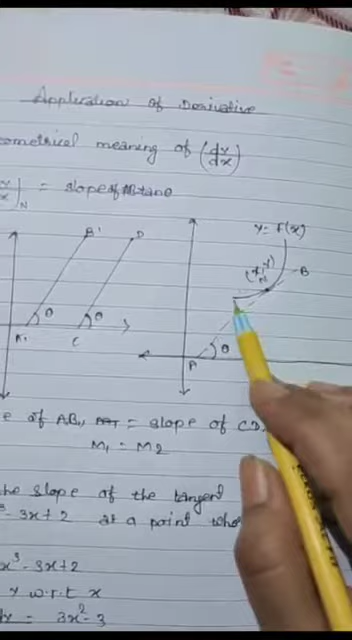 Application of Derivative
ometrical meaning of (dy/dx)
x |N = slope of
y = f(x)
B' D
(x, y)
N B
θ θ θ
A' C A
e of AB, = slope of CD.
M1 = M2
he slope of the tangent
- 3x + 2 at a point
x³ - 3x + 2
y w.r.t x
= 3x² - 3